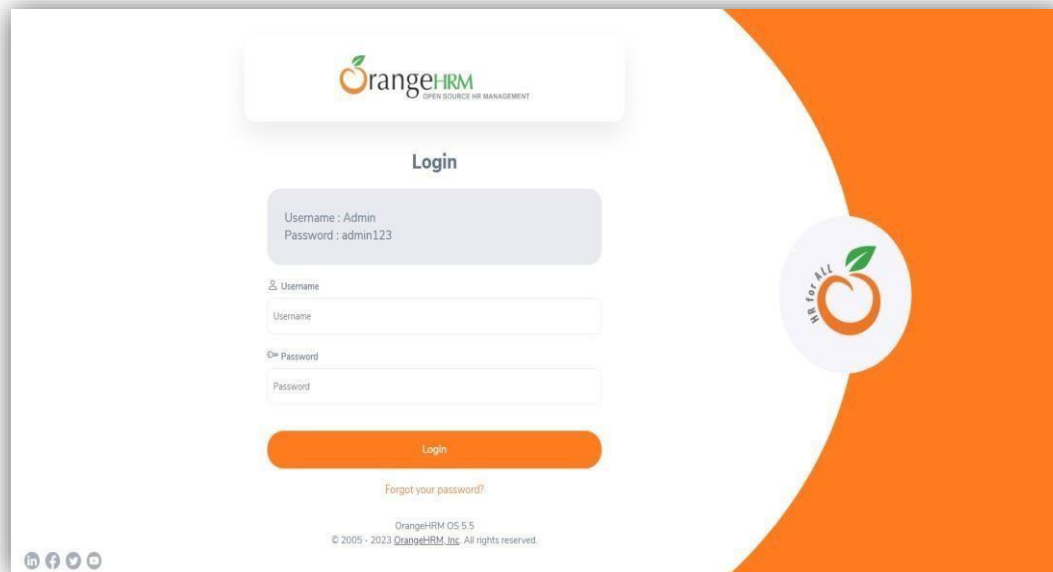 OrangeHRM
OPEN SOURCE HR MANAGEMENT
Login
Username : Admin
Password : admin123
Username
Username
Password
Password
Login
Forgot your password?
OrangeHRM OS 5.5
© 2005 - 2023 OrangeHRM, Inc. All rights reserved.
HR for ALL